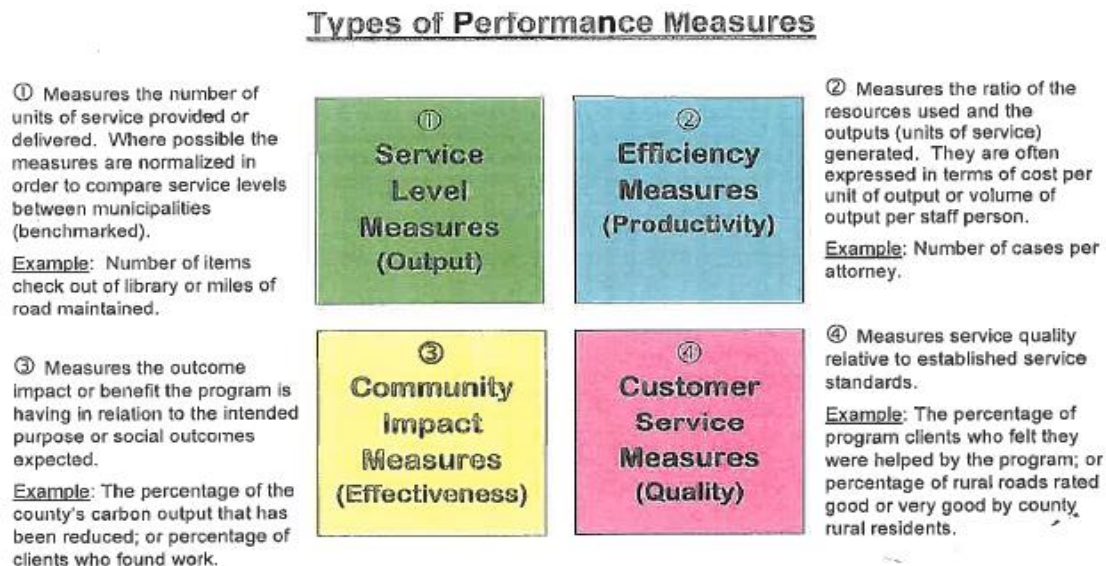 Types of Performance Measures
① Measures the number of
units of service provided or
delivered. Where possible the
measures are normalized in
order to compare service levels
between municipalities
(benchmarked).
Example: Number of items
check out of library or miles of
road maintained.
①
Service
Level
Measures
(Output)
②
Efficiency
Measures
(Productivity)
② Measures the ratio of the
resources used and the
outputs (units of service)
generated. They are often
expressed in terms of cost per
unit of output or volume of
output per staff person.
Example: Number of cases per
attorney.
③ Measures the outcome
impact or benefit the program is
having in relation to the intended
purpose or social outcomes
expected.
Example: The percentage of the
county's carbon output that has
been reduced; or percentage of
clients who found work.
③
Community
Impact
Measures
(Effectiveness)
④
Customer
Service
Measures
(Quality)
④ Measures service quality
relative to established service
standards.
Example: The percentage of
program clients who felt they
were helped by the program; or
percentage of rural roads rated
good or very good by county
rural residents.